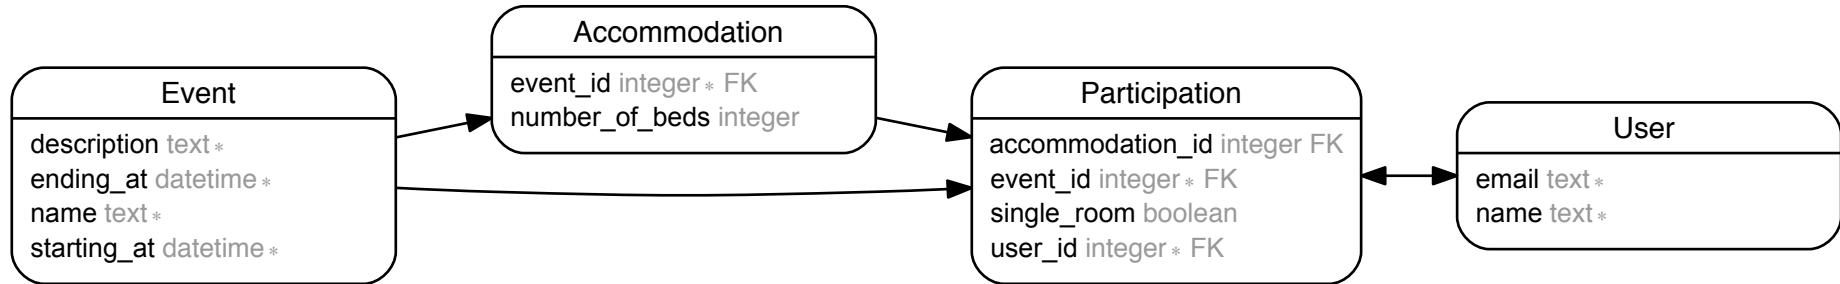 Event
description text*
ending_at datetime*
name text*
starting_at datetime*
Accommodation
event_id integer* FK
number_of_beds integer
Participation
accommodation_id integer FK
event_id integer* FK
single_room boolean
user_id integer* FK
User
email text*
name text*